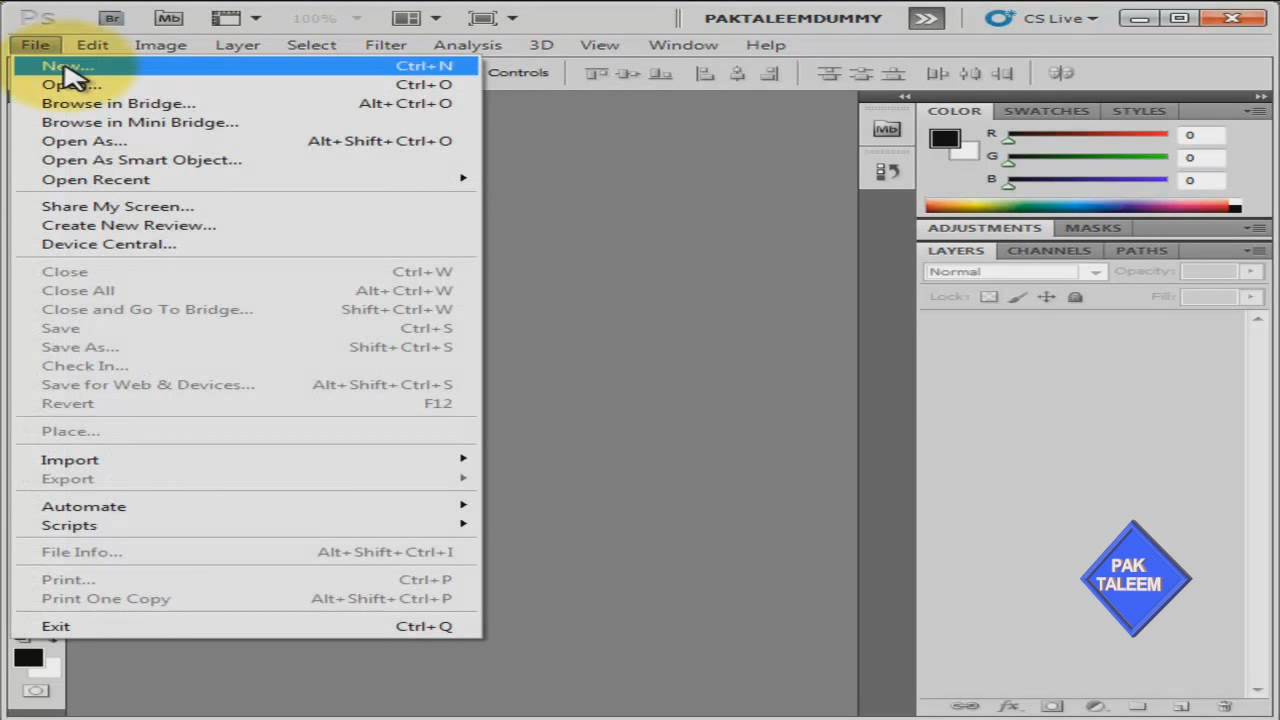 Ps Br Mb 100% PAKTALEEMDUMMY CS Live
File Edit Image Layer Select Filter Analysis 3D View Window Help
New... Ctrl+N
Open... Ctrl+O
Browse in Bridge... Alt+Ctrl+O
Browse in Mini Bridge...
Open As... Alt+Shift+Ctrl+O
Open As Smart Object...
Open Recent
Share My Screen...
Create New Review...
Device Central...
Close Ctrl+W
Close All Alt+Ctrl+W
Close and Go To Bridge... Shift+Ctrl+W
Save Ctrl+S
Save As... Shift+Ctrl+S
Check In...
Save for Web & Devices... Alt+Shift+Ctrl+S
Revert F12
Place...
Import
Export
Automate
Scripts
File Info... Alt+Shift+Ctrl+I
Print... Ctrl+P
Print One Copy Alt+Shift+Ctrl+P
Exit Ctrl+Q
Controls
Mb
COLOR SWATCHES STYLES
R 0
G 0
B 0
ADJUSTMENTS MASKS
LAYERS CHANNELS PATHS
Normal Opacity:
Lock: Fill:
PAK
TALEEM
fx